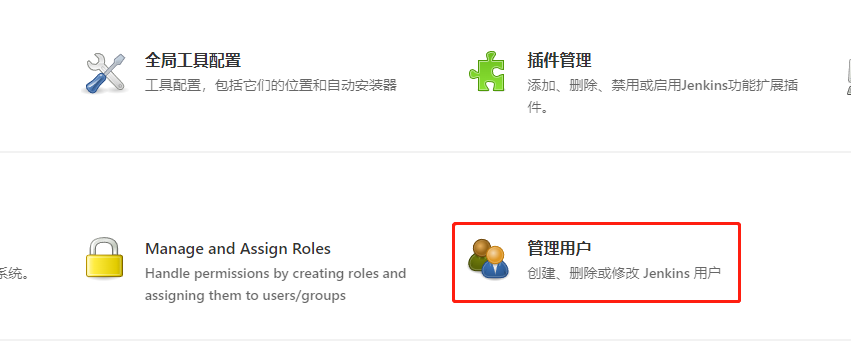 全局工具配置
工具配置，包括它们的位置和自动安装器
插件管理
添加、删除、禁用或启用Jenkins功能扩展插
件。
系统。
Manage and Assign Roles
Handle permissions by creating roles and
assigning them to users/groups
管理用户
创建、删除或修改 Jenkins 用户